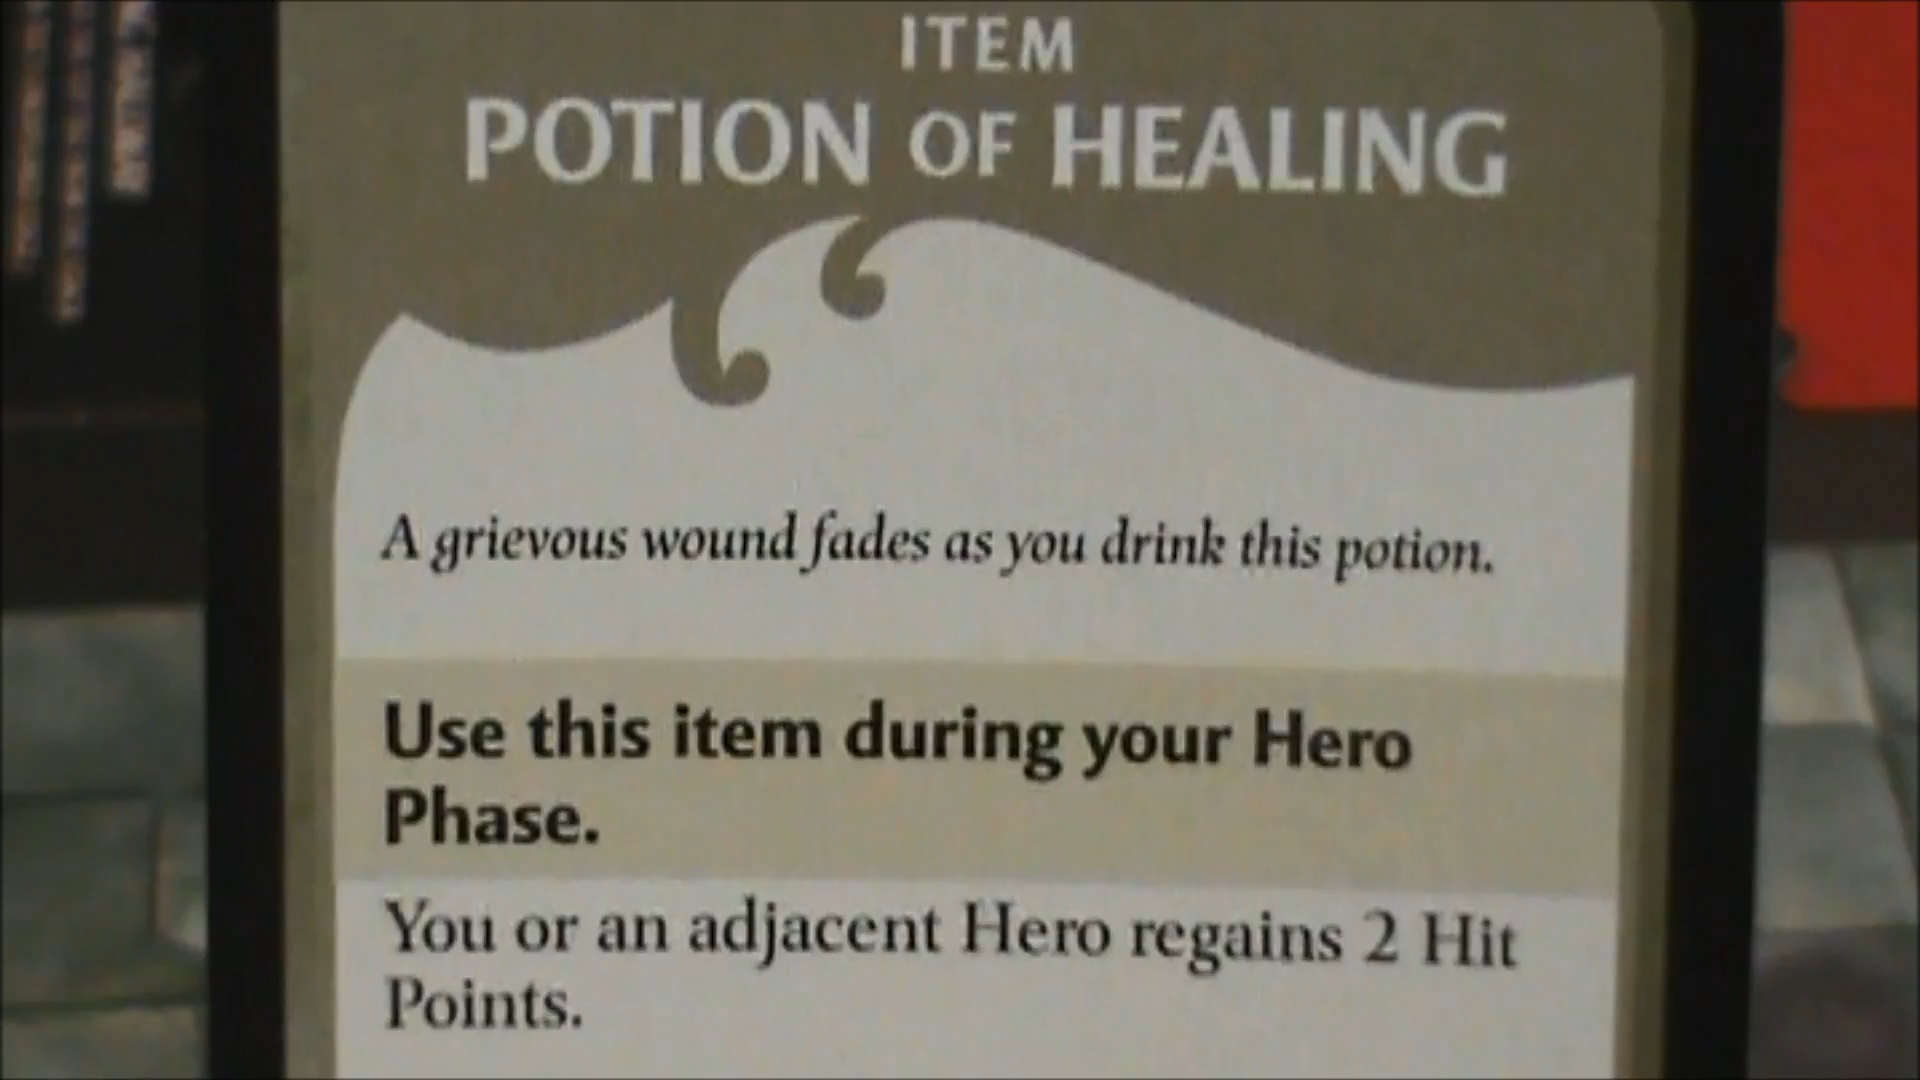 ITEM
POTION OF HEALING
A grievous wound fades as you drink this potion.
Use this item during your Hero
Phase.
You or an adjacent Hero regains 2 Hit
Points.